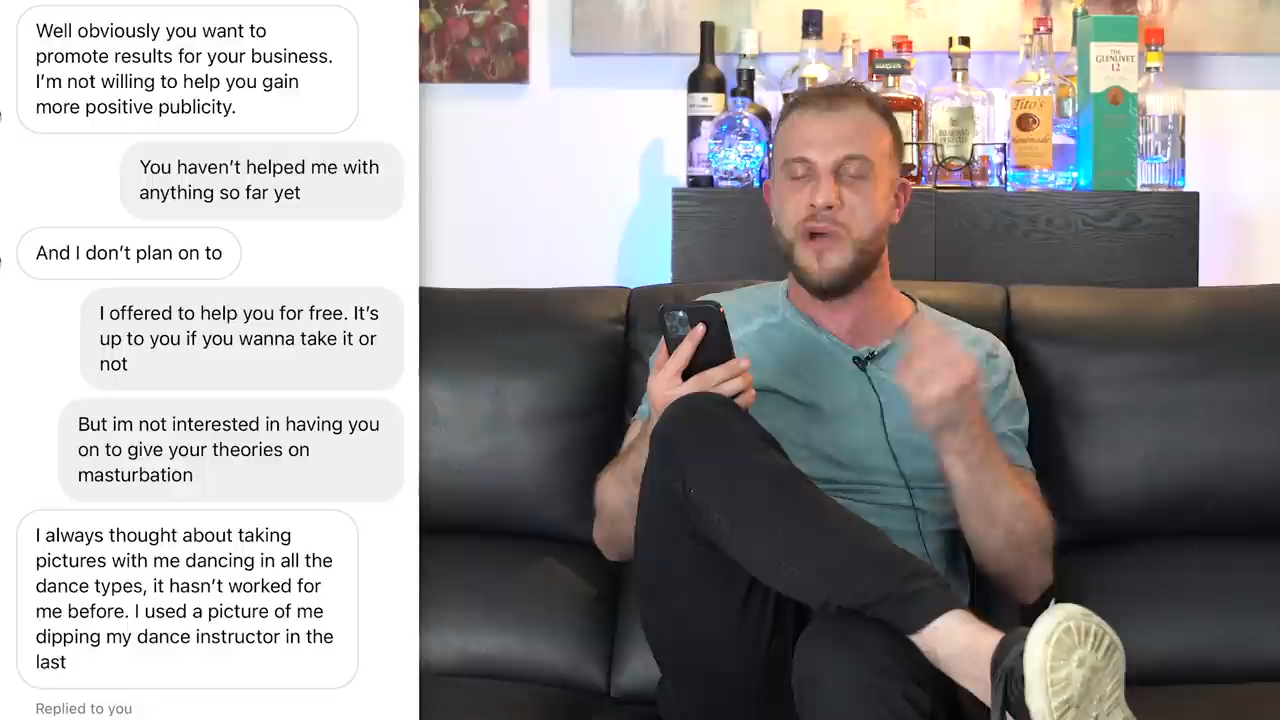 Well obviously you want to
promote results for your business.
I'm not willing to help you gain
more positive publicity.
You haven't helped me with
anything so far yet
And I don't plan on to
I offered to help you for free. It's
up to you if you wanna take it or
not
But im not interested in having you
on to give your theories on
masturbation
I always thought about taking
pictures with me dancing in all the
dance types, it hasn't worked for
me before. I used a picture of me
dipping my dance instructor in the
last
Replied to you
THE
GLENLIVET
12
Tito's
Handmade